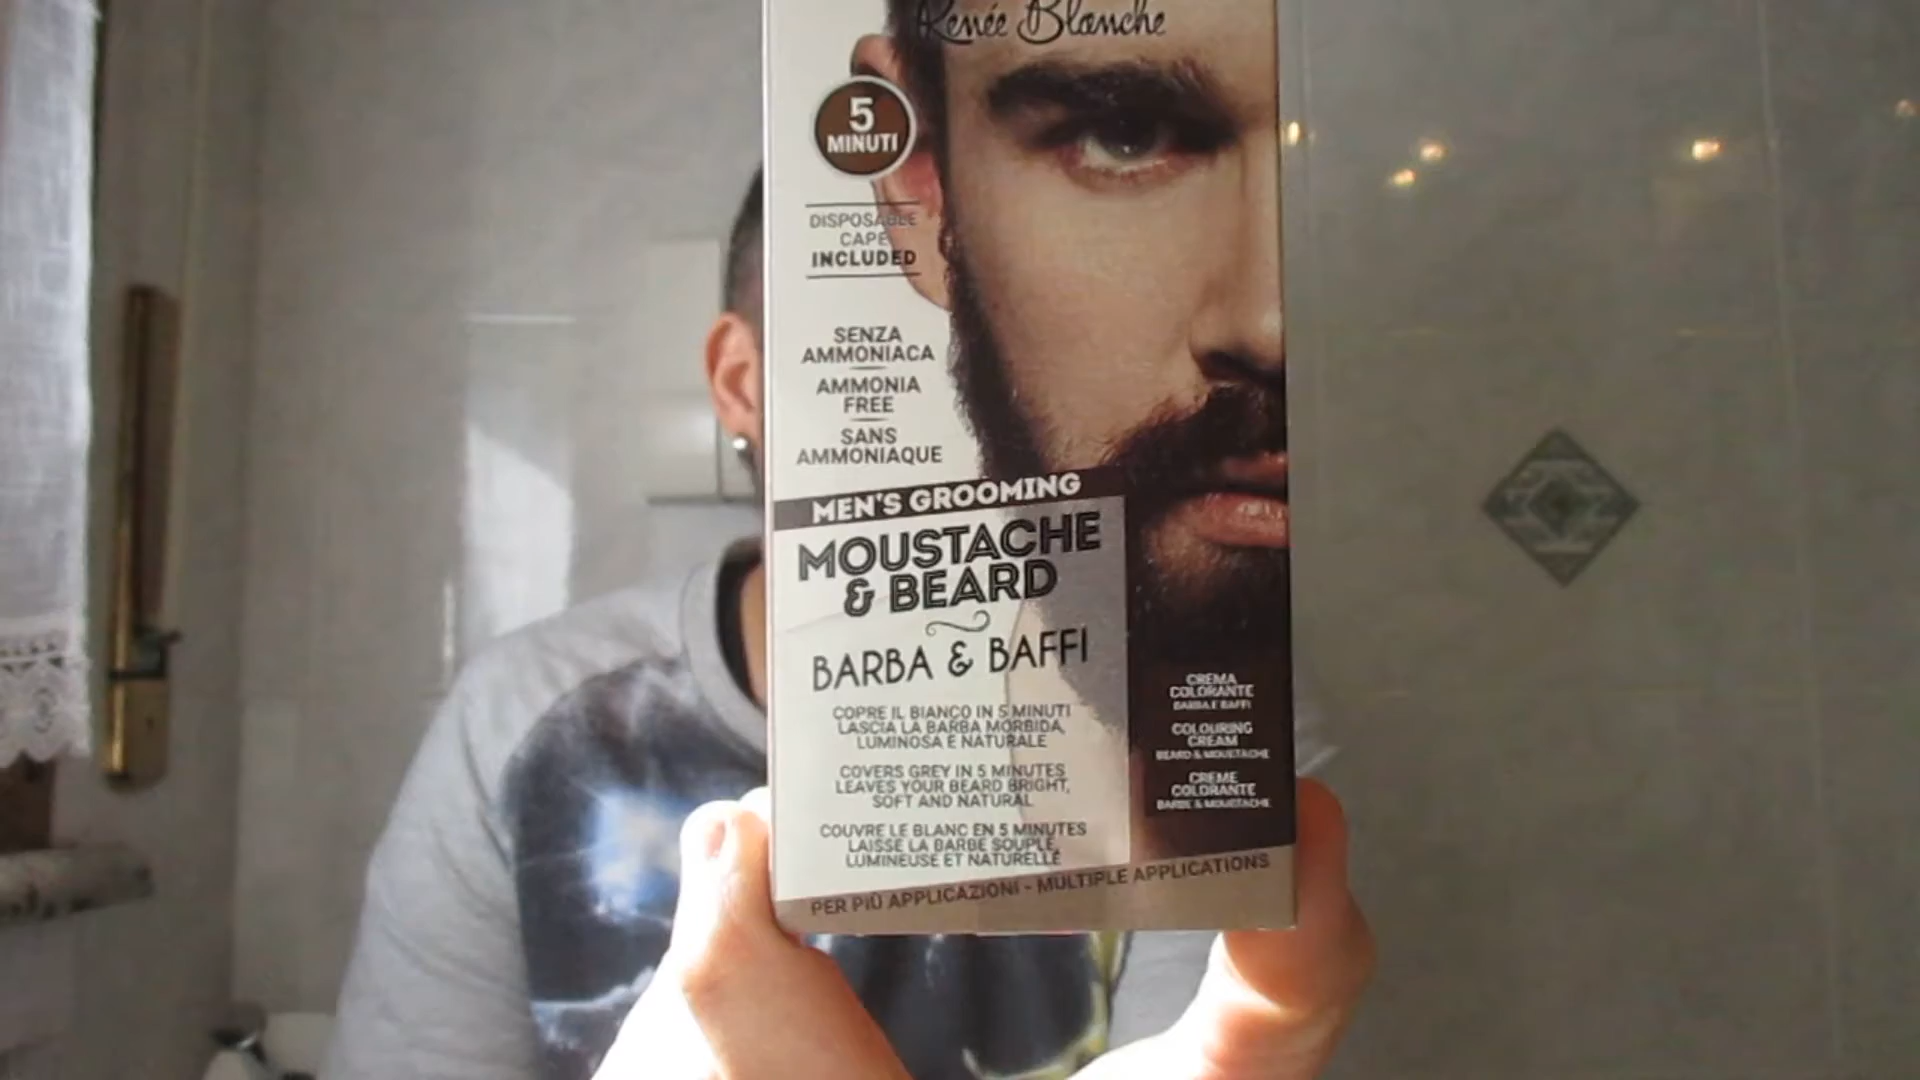 Renée Blanche
5
MINUTI
DISPOSABLE
CAPE
INCLUDED
SENZA
AMMONIACA
AMMONIA
FREE
SANS
AMMONIAQUE
MEN'S GROOMING
MOUSTACHE
& BEARD
BARBA & BAFFI
COPRE IL BIANCO IN 5 MINUTI
LASCIA LA BARBA MORBIDA,
LUMINOSA E NATURALE
COVERS GREY IN 5 MINUTES
LEAVES YOUR BEARD BRIGHT,
SOFT AND NATURAL
COUVRE LE BLANC EN 5 MINUTES
LAISSE LA BARBE SOUPLE,
LUMINEUSE ET NATURELLE
CREMA
COLORANTE
BARBA E BAFFI
COLOURING
CREAM
BEARD & MOUSTACHE
CREME
COLORANTE
BARBE & MOUSTACHE
PER PIÙ APPLICAZIONI - MULTIPLE APPLICATIONS